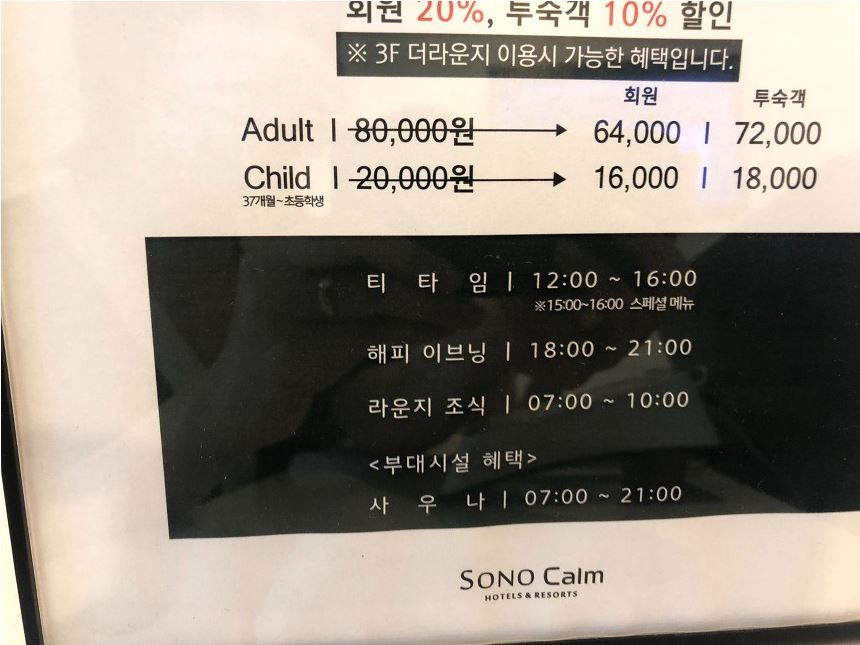 회원 20%, 투숙객 10% 할인
※ 3F 더라운지 이용시 가능한 혜택입니다.
회원 투숙객
Adult | 80,000원 → 64,000 | 72,000
Child | 20,000원 → 16,000 | 18,000
37개월~초등학생
티 타 임 | 12:00 ~ 16:00
※15:00~16:00 스페셜 메뉴
해피 이브닝 | 18:00 ~ 21:00
라운지 조식 | 07:00 ~ 10:00
<부대시설 혜택>
사 우 나 | 07:00 ~ 21:00
SONO Calm
HOTELS & RESORTS